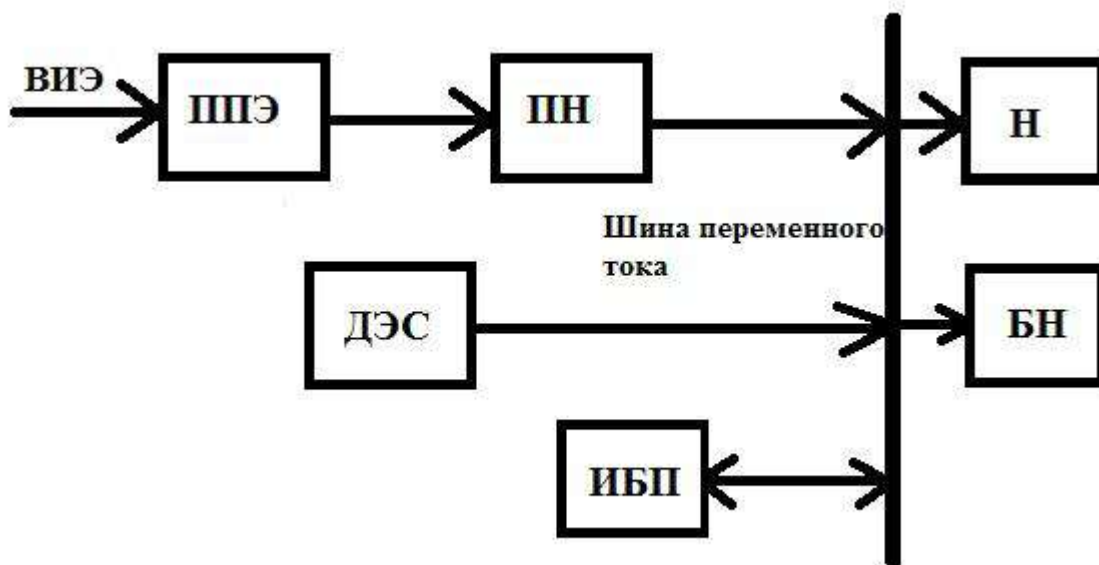 ВИЭ
ППЭ
ПН
Н
Шина переменного
тока
ДЭС
БН
ИБП